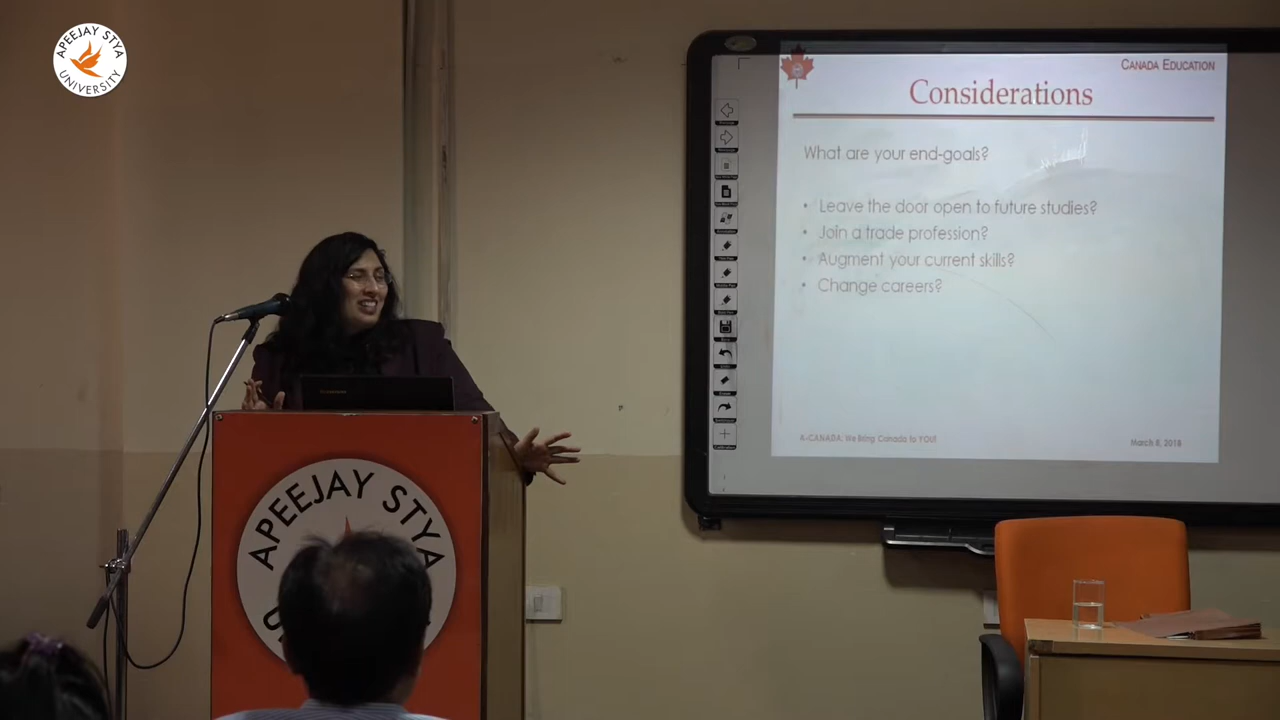 APEEJAY STYA
UNIVERSITY
CANADA EDUCATION
Considerations
What are your end-goals?
• Leave the door open to future studies?
• Join a trade profession?
• Augment your current skills?
• Change careers?
A-CANADA: We Bring Canada to YOU!
March 8, 2018
APEEJAY STYA